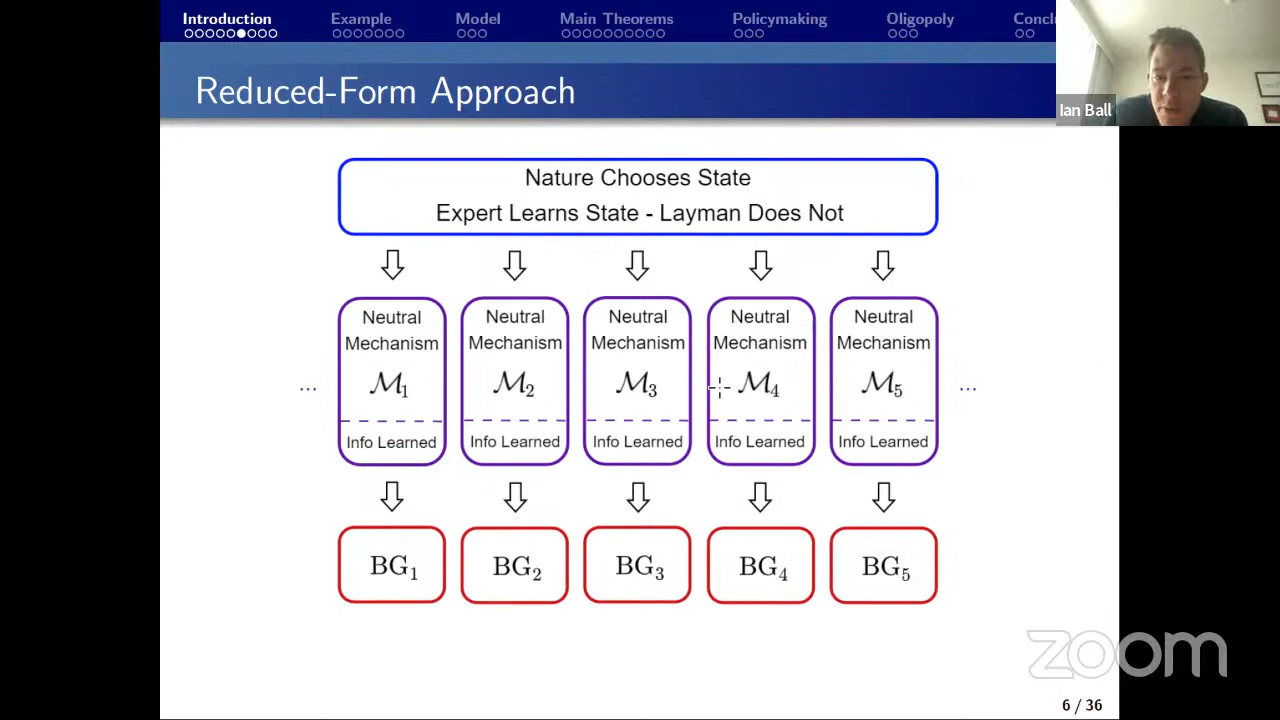 Introduction Example Model Main Theorems Policymaking Oligopoly
Reduced-Form Approach
Ian Ball
Nature Chooses State
Expert Learns State - Layman Does Not
Neutral Neutral Neutral Neutral Neutral
Mechanism Mechanism Mechanism Mechanism Mechanism
... ℳ₁ ℳ₂ ℳ₃ ℳ₄ ℳ₅ ...
Info Learned Info Learned Info Learned Info Learned Info Learned
BG₁ BG₂ BG₃ BG₄ BG₅
zoom
6 / 36